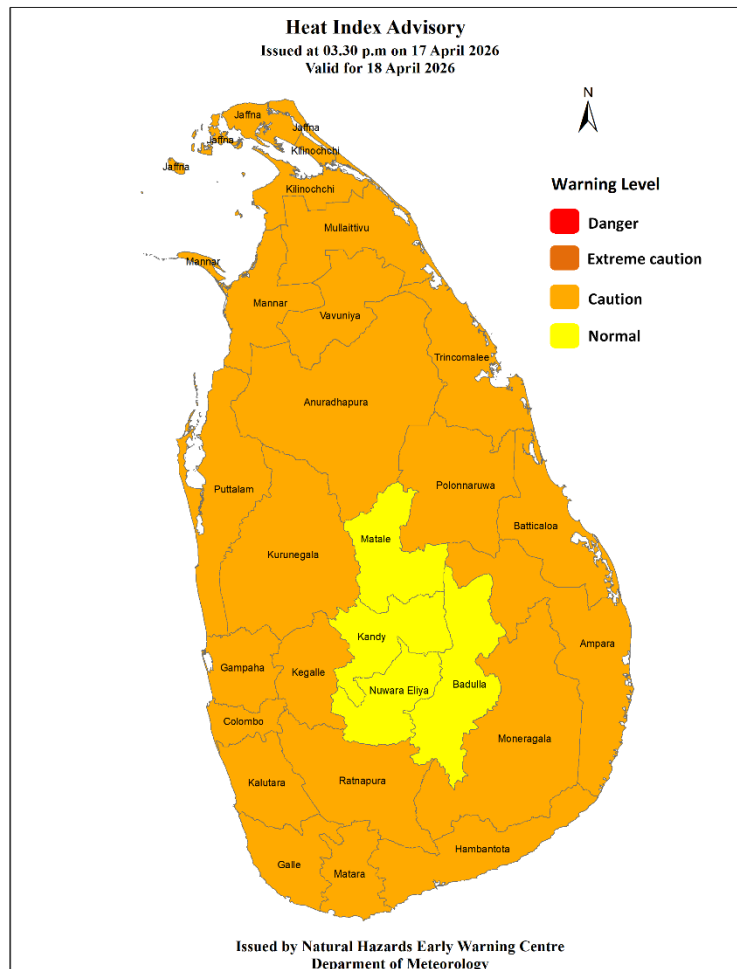 Heat Index Advisory
Issued at 03.30 p.m on 17 April 2026
Valid for 18 April 2026
N
Jaffna
Jaffna
Jaffna
Kilinochchi
Jaffna
Kilinochchi
Warning Level
Danger
Extreme caution
Caution
Normal
Mullaittivu
Mannar
Mannar
Vavuniya
Trincomalee
Anuradhapura
Polonnaruwa
Puttalam
Batticaloa
Matale
Kurunegala
Kandy
Ampara
Gampaha
Kegalle
Nuwara Eliya
Badulla
Colombo
Moneragala
Kalutara
Ratnapura
Hambantota
Galle
Matara
Issued by Natural Hazards Early Warning Centre
Deparment of Meteorology